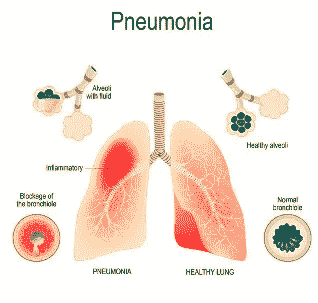 Pneumonia
Alveoli
with fluid
Healthy alveoli
Inflammatory
Blockage of
the bronchiole
Normal
bronchiole
PNEUMONIA
HEALTHY LUNG